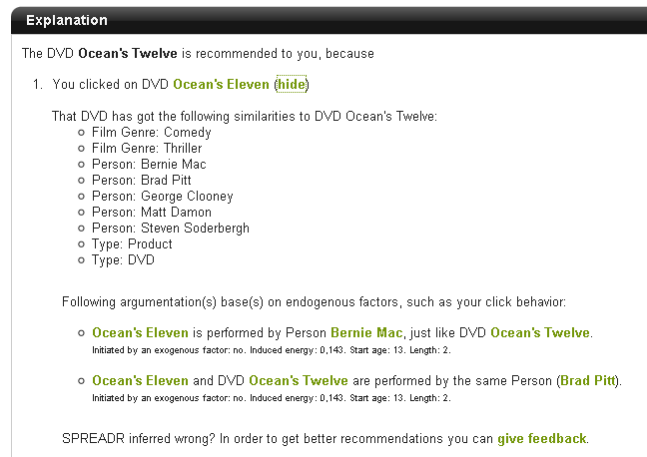 Explanation
The DVD Ocean's Twelve is recommended to you, because
1. You clicked on DVD Ocean's Eleven (hide)
That DVD has got the following similarities to DVD Ocean's Twelve:
Film Genre: Comedy
Film Genre: Thriller
Person: Bernie Mac
Person: Brad Pitt
Person: George Clooney
Person: Matt Damon
Person: Steven Soderbergh
Type: Product
Type: DVD
Following argumentation(s) base(s) on endogenous factors, such as your click behavior:
Ocean's Eleven is performed by Person Bernie Mac, just like DVD Ocean's Twelve.
Initiated by an exogenous factor: no. Induced energy: 0,143. Start age: 13. Length: 2.
Ocean's Eleven and DVD Ocean's Twelve are performed by the same Person (Brad Pitt).
Initiated by an exogenous factor: no. Induced energy: 0,143. Start age: 13. Length: 2.
SPREADR inferred wrong? In order to get better recommendations you can give feedback.